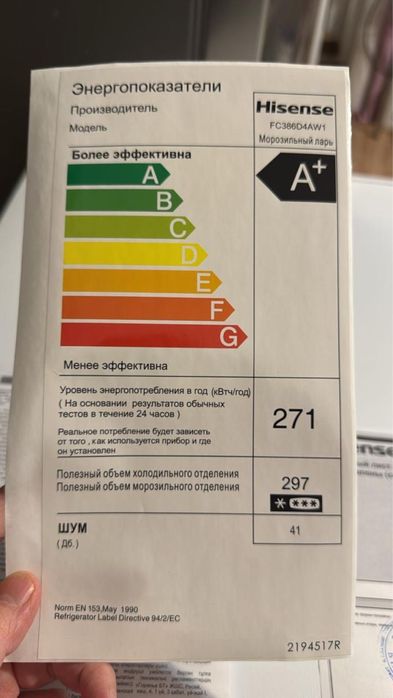 Энергопоказатели
Производитель
Hisense
Модель
FC386D4AW1
Морозильный ларь
Более эффективна
A
A+
B
C
D
E
F
G
Менее эффективна
Уровень энергопотребления в год (кВтч/год)
( На основании результатов обычных
тестов в течение 24 часов )
271
Реальное потребление будет зависеть
от того , как используется прибор и где
он установлен
Полезный объем холодильного отделения
Полезный объем морозильного отделения
297
ШУМ
41
(Дб.)
Norm EN 153,May 1990
Refrigerator Label Directive 94/2/EC
2194517R